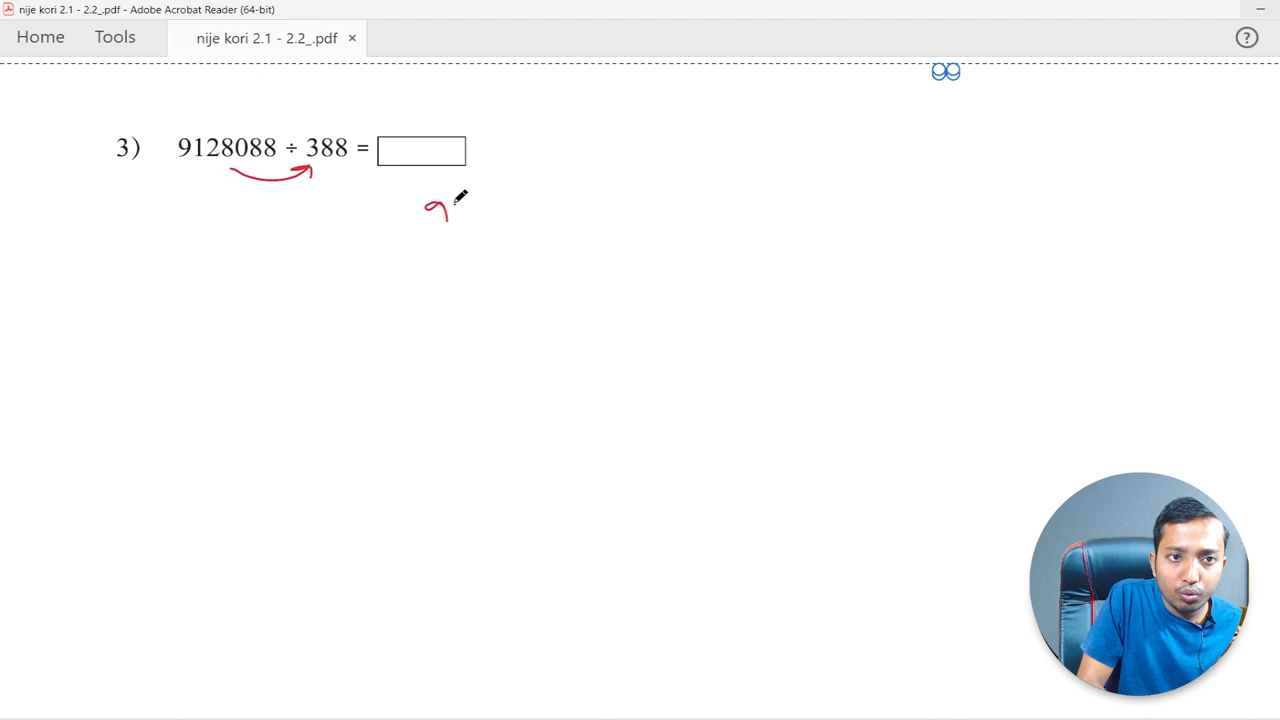 nije kori 2.1 - 2.2_.pdf - Adobe Acrobat Reader (64-bit)
Home Tools nije kori 2.1 - 2.2_.pdf × ?
3) 9128088 ÷ 388 =
9